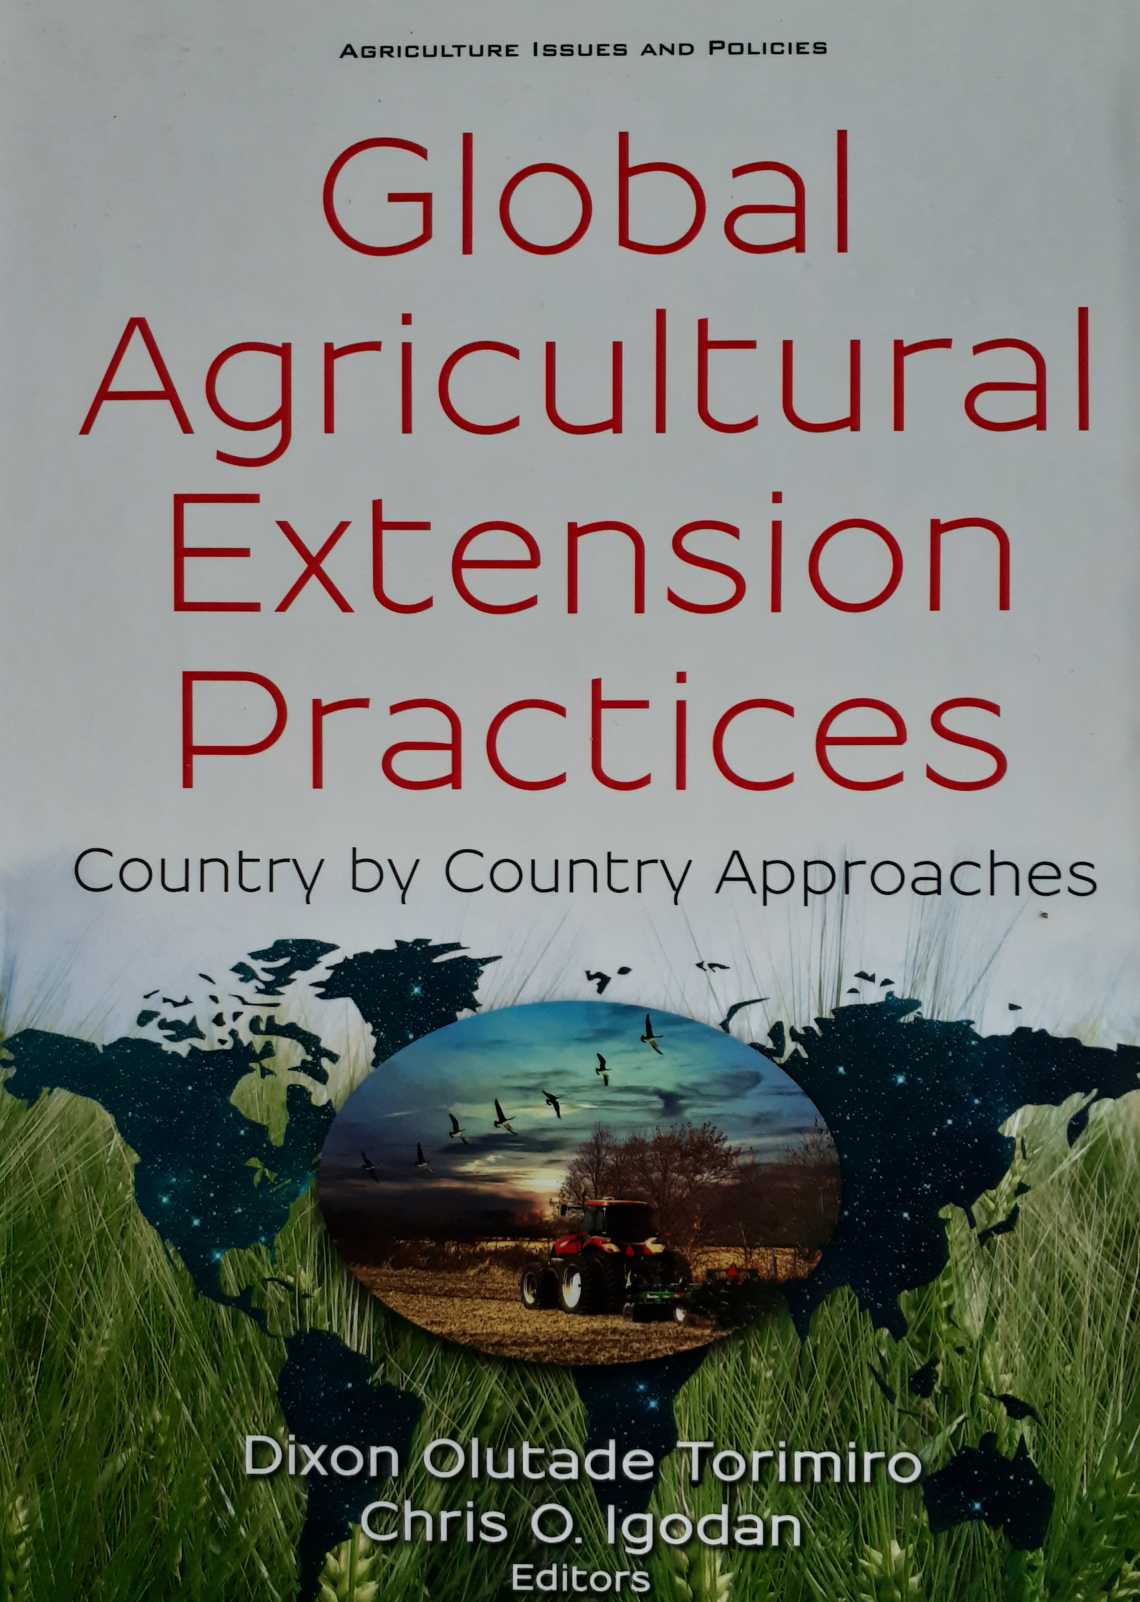 Agriculture Issues and Policies
Global
Agricultural
Extension
Practices
Country by Country Approaches
Dixon Olutade Torimiro
Chris O. Igodan
Editors